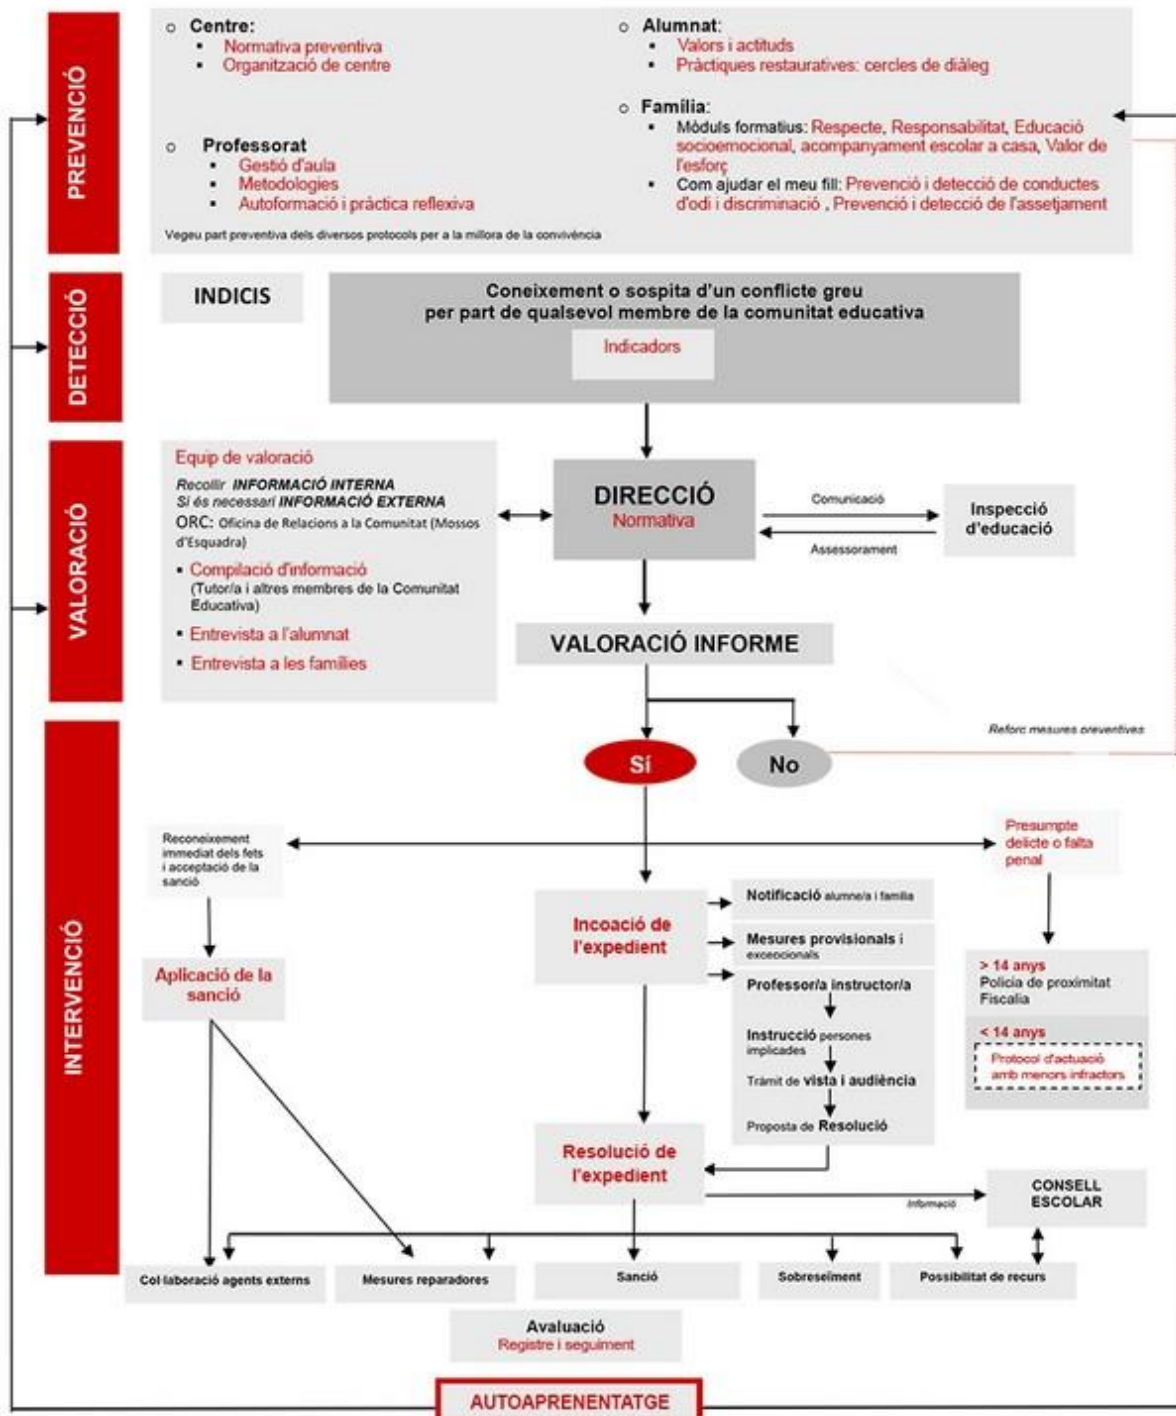 PREVENCIÓ
Centre:
Normativa preventiva
Organització de centre
Professorat
Gestió d'aula
Metodologies
Autoformació i pràctica reflexiva
Vegeu part preventiva dels diversos protocols per a la millora de la convivència
Alumnat:
Valors i actituds
Pràctiques restauratives: cercles de diàleg
Família:
Mòduls formatius: Respecte, Responsabilitat, Educació
socioemocional, acompanyament escolar a casa, Valor de
l'esforç
Com ajudar el meu fill: Prevenció i detecció de conductes
d'odi i discriminació , Prevenció i detecció de l'assetjament
DETECCIÓ
INDICIS
Coneixement o sospita d'un conflicte greu
per part de qualsevol membre de la comunitat educativa
Indicadors
VALORACIÓ
Equip de valoració
Recollir INFORMACIÓ INTERNA
Si és necessari INFORMACIÓ EXTERNA
ORC: Oficina de Relacions a la Comunitat (Mossos
d'Esquadra)
Compilació d'informació
(Tutor/a i altres membres de la Comunitat
Educativa)
Entrevista a l'alumnat
Entrevista a les famílies
DIRECCIÓ
Normativa
Comunicació
Assessorament
Inspecció
d'educació
VALORACIÓ INFORME
Sí
No
Reforç mesures preventives
INTERVENCIÓ
Reconeixement
immediat dels fets
i acceptació de la
sanció
Aplicació de la
sanció
Incoació de
l'expedient
Notificació alumne/a i família
Mesures provisionals i
excepcionals
Professor/a instructor/a
Instrucció persones
implicades
Tràmit de vista i audiència
Proposta de Resolució
Presumpte
delicte o falta
penal
> 14 anys
Policia de proximitat
Fiscalia
< 14 anys
Protocol d'actuació
amb menors infractors
Resolució de
l'expedient
Informació
CONSELL
ESCOLAR
Col·laboració agents externs
Mesures reparadores
Sanció
Sobreseïment
Possibilitat de recurs
Avaluació
Registre i seguiment
AUTOAPRENENTATGE